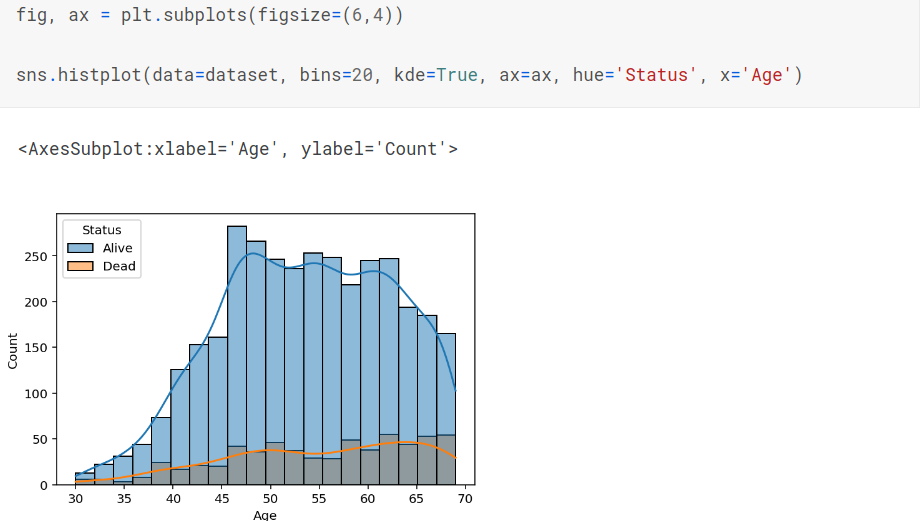 fig, ax = plt.subplots(figsize=(6,4))
sns.histplot(data=dataset, bins=20, kde=True, ax=ax, hue='Status', x='Age')
<AxesSubplot:xlabel='Age', ylabel='Count'>
Status
Alive
Dead
250
200
150
100
50
0
Count
30 35 40 45 50 55 60 65 70
Age